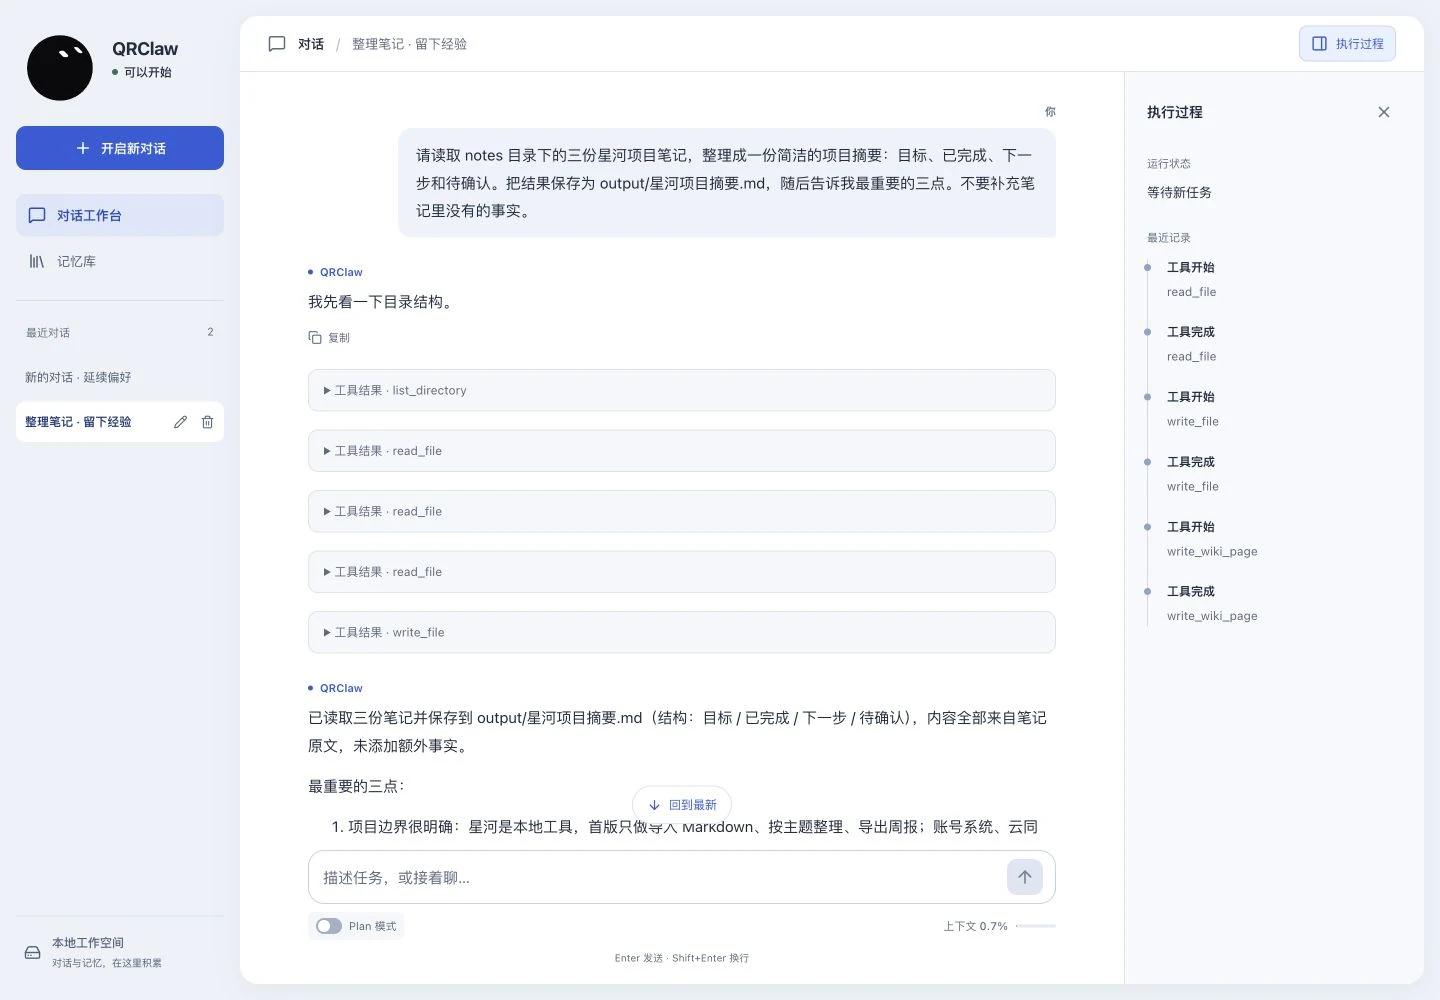 QRClaw
可以开始
开启新对话
对话工作台
记忆库
最近对话 2
新的对话 · 延续偏好
整理笔记 · 留下经验
本地工作空间
对话与记忆，在这里积累
对话 / 整理笔记 · 留下经验
执行过程
你
请读取 notes 目录下的三份星河项目笔记，整理成一份简洁的项目摘要：目标、已完成、下一
步和待确认。把结果保存为 output/星河项目摘要.md，随后告诉我最重要的三点。不要补充笔
记里没有的事实。
QRClaw
我先看一下目录结构。
复制
工具结果 · list_directory
工具结果 · read_file
工具结果 · read_file
工具结果 · read_file
工具结果 · write_file
QRClaw
已读取三份笔记并保存到 output/星河项目摘要.md（结构：目标 / 已完成 / 下一步 / 待确认），内容全部来自笔记
原文，未添加额外事实。
最重要的三点：
回到最新
1. 项目边界很明确：星河是本地工具，首版只做导入 Markdown、按主题整理、导出周报；账号系统、云同
描述任务，或接着聊...
Plan 模式
上下文 0.7%
Enter 发送 · Shift+Enter 换行
执行过程
运行状态
等待新任务
最近记录
工具开始
read_file
工具完成
read_file
工具开始
write_file
工具完成
write_file
工具开始
write_wiki_page
工具完成
write_wiki_page